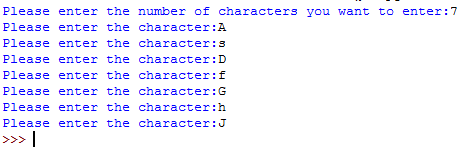 Please enter the number of characters you want to enter:7
Please enter the character:A
Please enter the character:s
Please enter the character:D
Please enter the character:f
Please enter the character:G
Please enter the character:h
Please enter the character:J
>>>